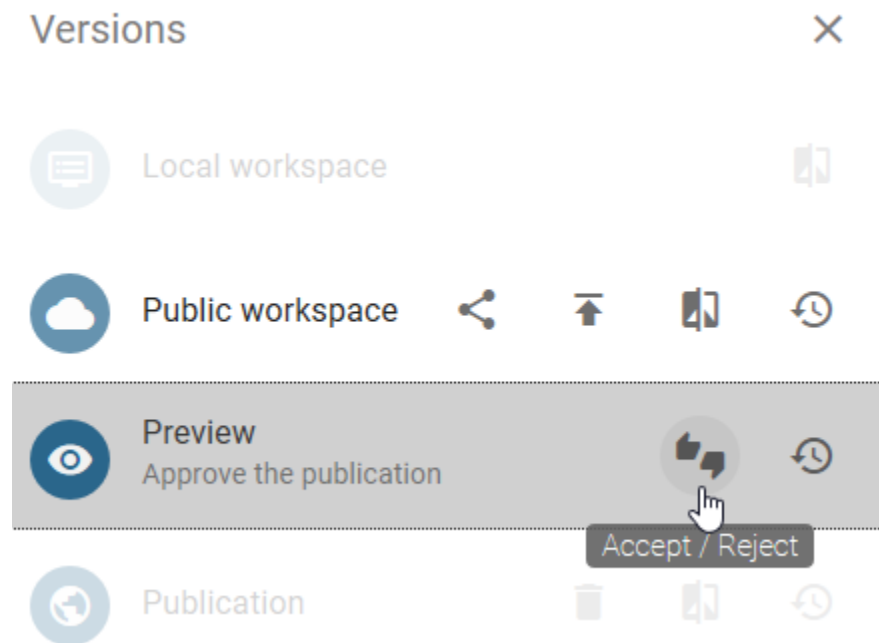 Versions
Local workspace
Public workspace
Preview
Approve the publication
Accept / Reject
Publication